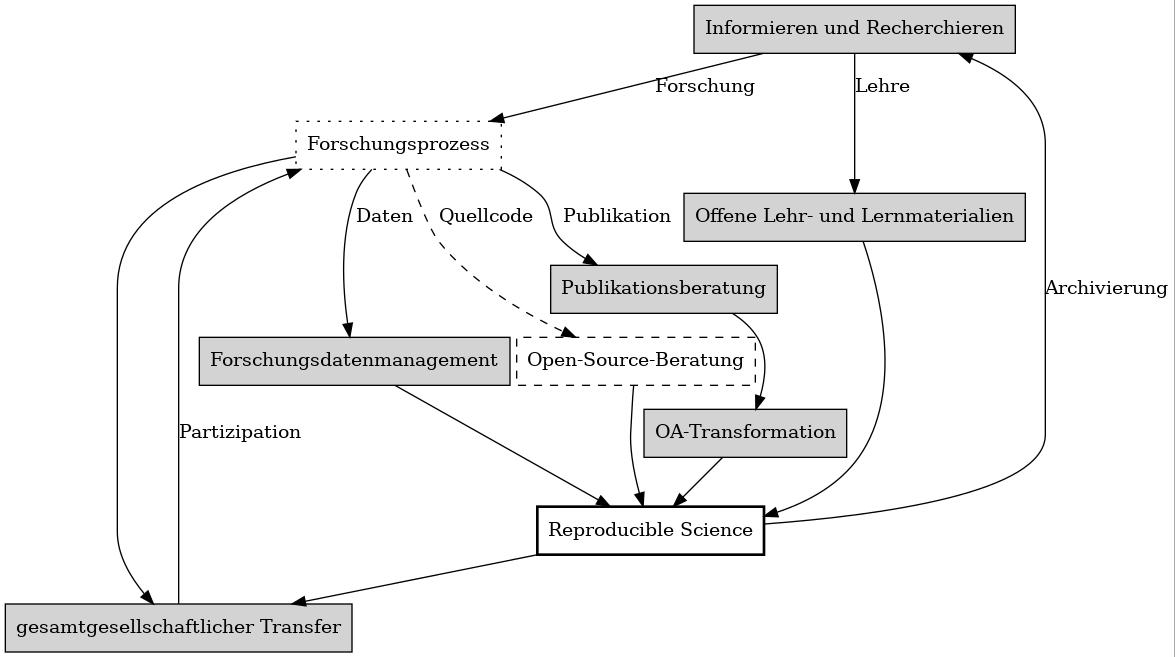 Informieren und Recherchieren
Forschung
Lehre
Forschungsprozess
Daten
Quellcode
Publikation
Offene Lehr- und Lernmaterialien
Publikationsberatung
Archivierung
Forschungsdatenmanagement
Open-Source-Beratung
Partizipation
OA-Transformation
Reproducible Science
gesamtgesellschaftlicher Transfer